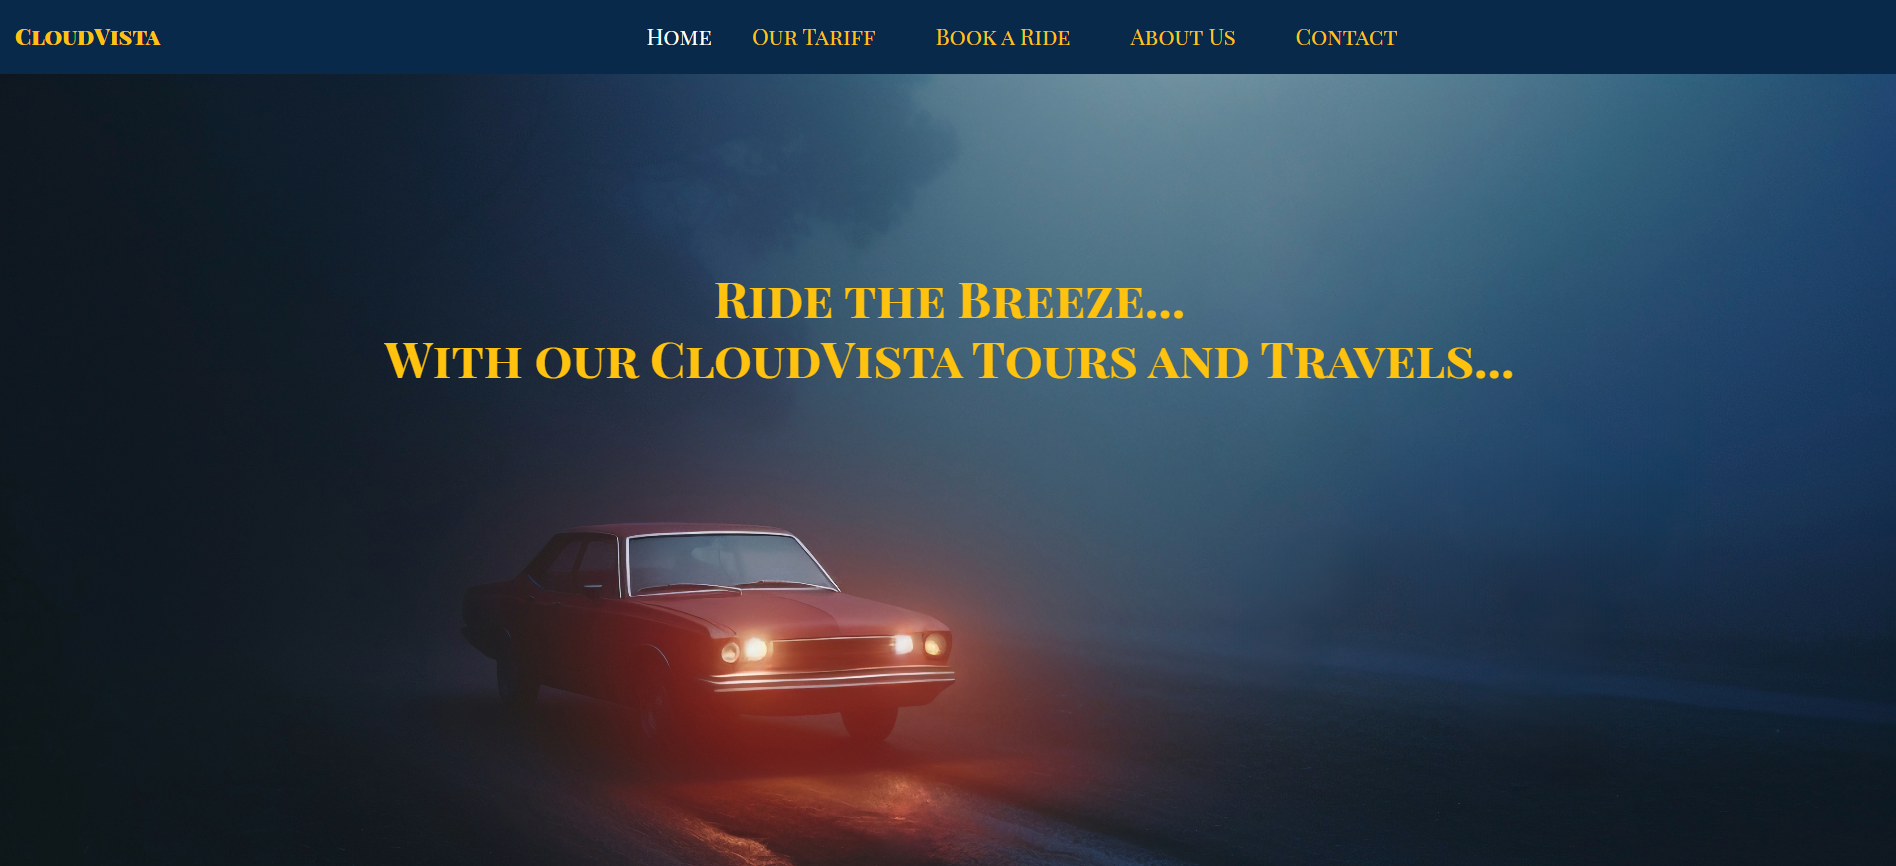 CloudVista
Home Our Tariff Book a Ride About Us Contact
Ride the Breeze...
With our CloudVista Tours and Travels...